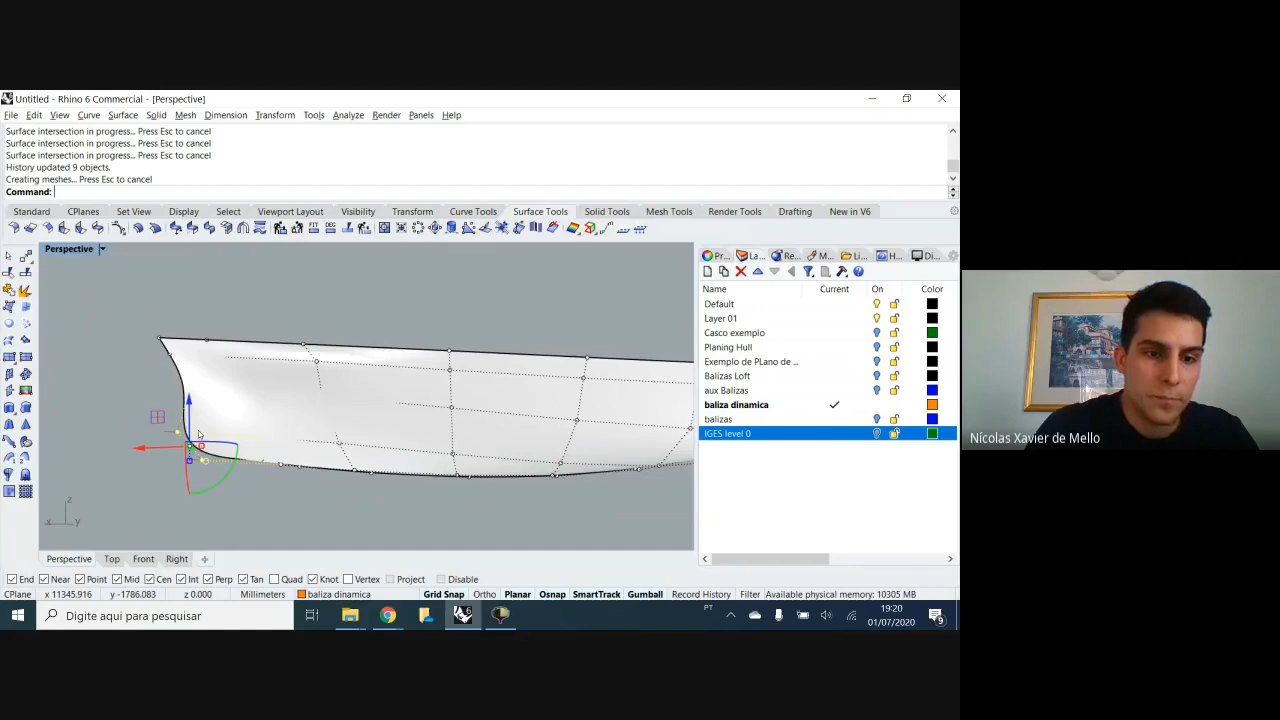 Untitled - Rhino 6 Commercial - [Perspective]
File Edit View Curve Surface Solid Mesh Dimension Transform Tools Analyze Render Panels Help
Surface intersection in progress... Press Esc to cancel
Surface intersection in progress... Press Esc to cancel
Surface intersection in progress... Press Esc to cancel
History updated 9 objects.
Creating meshes... Press Esc to cancel
Command:
Standard CPlanes Set View Display Select Viewport Layout Visibility Transform Curve Tools Surface Tools Solid Tools Mesh Tools Render Tools Drafting New in V6
Perspective
Pr... La... Re... M... Li... H... Di...
Name Current On Color
Default
Layer 01
Casco exemplo
Planing Hull
Exemplo de PLano de ...
Balizas Loft
aux Balizas
baliza dinamica
balizas
IGES level 0
z
x y
Perspective Top Front Right
End Near Point Mid Cen Int Perp Tan Quad Knot Vertex Project Disable
CPlane x 11345.916 y -1786.083 z 0.000 Millimeters baliza dinamica Grid Snap Ortho Planar Osnap SmartTrack Gumball Record History Filter Available physical memory: 10305 MB
Digite aqui para pesquisar
PT
19:20
01/07/2020
9
Nícolas Xavier de Mello